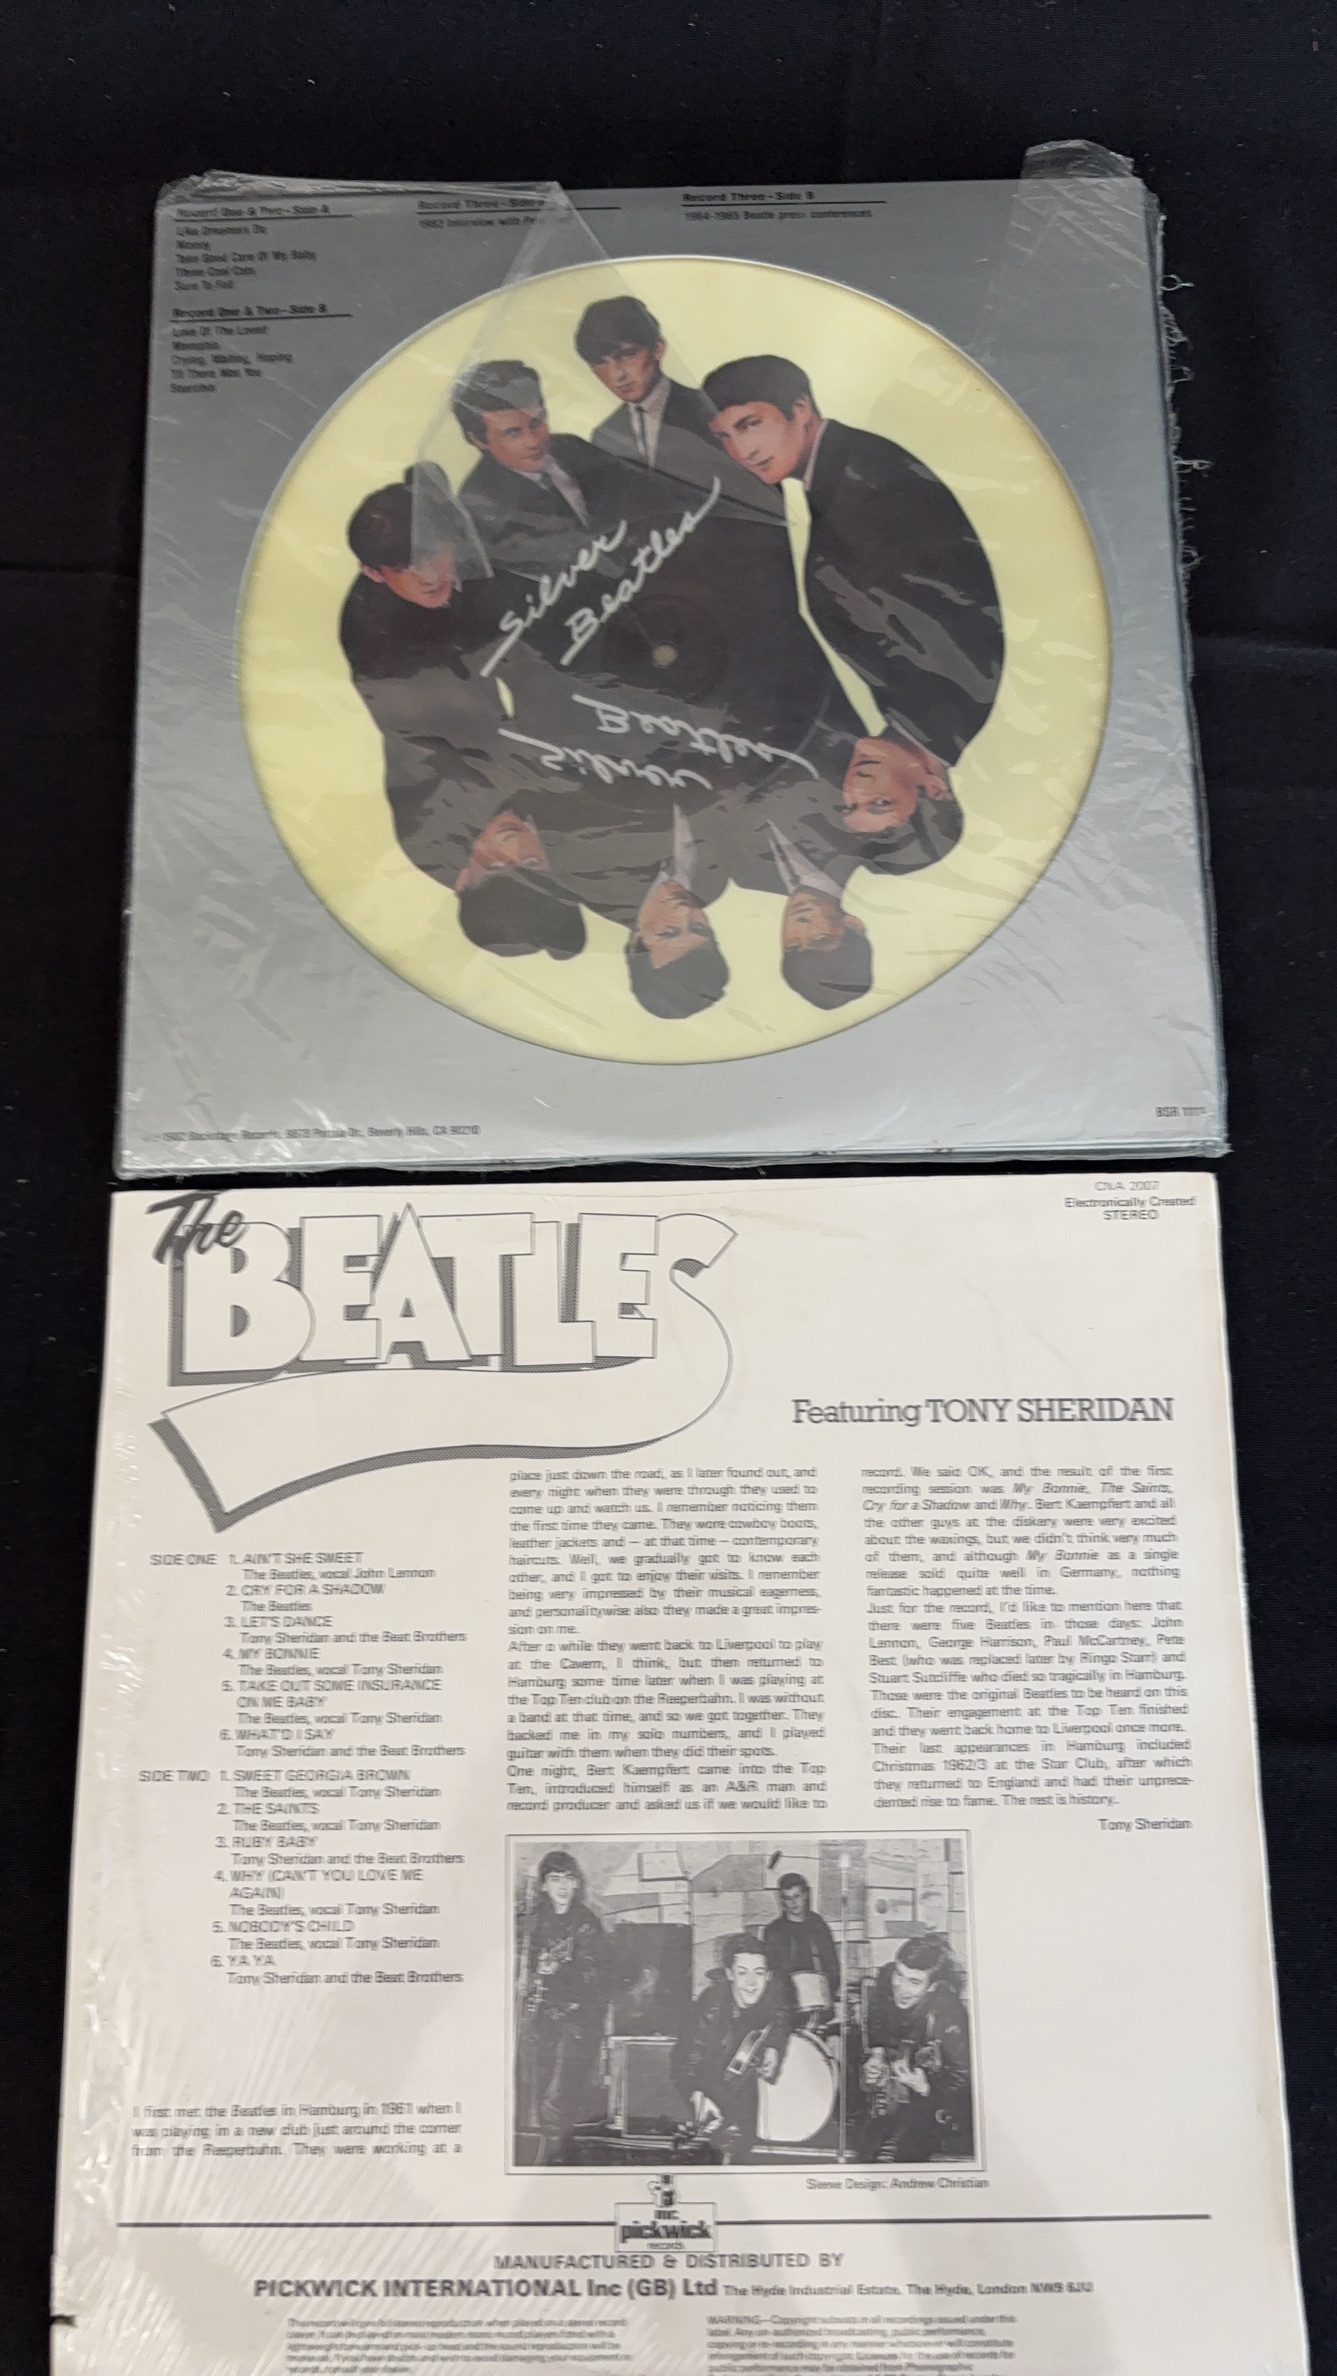 Record One & Two - Side A
Like Dreamers Do
Money
Take Good Care Of My Baby
Three Cool Cats
Sure To Fall
Record One & Two - Side B
Love Of The Loved
Memphis
Crying, Waiting, Hoping
Till There Was You
Searchin
Record Three - Side
1962 Interview with
Record Three - Side B
1964-1965 Beatle press conferences
Silver
Beatles
Beatles
Silver
1982 Backstage Records, Beverly Hills, CA 90210
BSR 1111
The
BEATLES
CNA 2007
Electronically Created
STEREO
Featuring TONY SHERIDAN
SIDE ONE 1. AIN'T SHE SWEET
The Beatles, vocal John Lennon
2. CRY FOR A SHADOW
The Beatles
3. LET'S DANCE
Tony Sheridan and the Beat Brothers
4. MY BONNIE
The Beatles, vocal Tony Sheridan
5. TAKE OUT SOME INSURANCE
ON ME BABY
The Beatles, vocal Tony Sheridan
6. WHAT'D I SAY
Tony Sheridan and the Beat Brothers
SIDE TWO 1. SWEET GEORGIA BROWN
The Beatles, vocal Tony Sheridan
2. THE SAINTS
The Beatles, vocal Tony Sheridan
3. RUBY BABY
Tony Sheridan and the Beat Brothers
4. WHY (CAN'T YOU LOVE ME
AGAIN)
The Beatles, vocal Tony Sheridan
5. NOBODY'S CHILD
The Beatles, vocal Tony Sheridan
6. YA YA
Tony Sheridan and the Beat Brothers
I first met the Beatles in Hamburg in 1961 when I
was playing in a new club just around the corner
from the Reeperbahn. They were working at a
place just down the road, as I later found out, and
every night when they were through they used to
come up and watch us. I remember noticing them
the first time they came. They wore cowboy boots,
leather jackets and — at that time — contemporary
haircuts. Well, we gradually got to know each
other, and I got to enjoy their visits. I remember
being very impressed by their musical eagerness,
and personalitywise also they made a great impres-
sion on me.
After a while they went back to Liverpool to play
at the Cavern, I think, but then returned to
Hamburg some time later when I was playing at
the Top Ten club on the Reeperbahn. I was without
a band at that time, and so we got together. They
backed me in my solo numbers, and I played
guitar with them when they did their spots.
One night, Bert Kaempfert came into the Top
Ten, introduced himself as an A&R man and
record producer and asked us if we would like to
record. We said OK, and the result of the first
recording session was My Bonnie, The Saints,
Cry for a Shadow and Why. Bert Kaempfert and all
the other guys at the diskery were very excited
about the waxings, but we didn't think very much
of them, and although My Bonnie as a single
release sold quite well in Germany, nothing
fantastic happened at the time.
Just for the record, I'd like to mention here that
there were five Beatles in those days: John
Lennon, George Harrison, Paul McCartney, Pete
Best (who was replaced later by Ringo Starr) and
Stuart Sutcliffe who died so tragically in Hamburg.
Those were the original Beatles to be heard on this
disc. Their engagement at the Top Ten finished
and they went back home to Liverpool once more.
Their last appearances in Hamburg included
Christmas 1962/3 at the Star Club, after which
they returned to England and had their unprece-
dented rise to fame. The rest is history.
Tony Sheridan
Sleeve Design: Andrew Christian
mr.
pickwick
records
MANUFACTURED & DISTRIBUTED BY
PICKWICK INTERNATIONAL Inc (GB) Ltd The Hyde Industrial Estate, The Hyde, London NW9 6JU